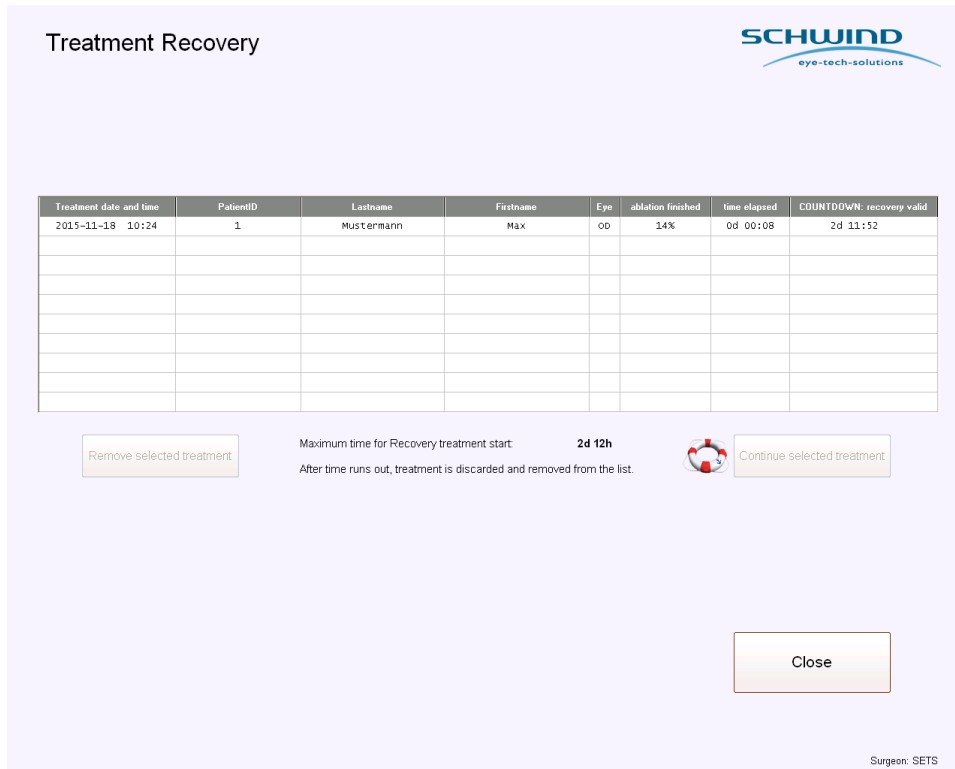 Treatment Recovery
SCHWIND
eye-tech-solutions
Treatment date and time PatientID Lastname Firstname Eye ablation finished time elapsed COUNTDOWN: recovery valid
2015-11-18 10:24 1 Mustermann Max OD 14% 0d 00:08 2d 11:52
Remove selected treatment
Maximum time for Recovery treatment start: 2d 12h
After time runs out, treatment is discarded and removed from the list.
Continue selected treatment
Close
Surgeon: SETS